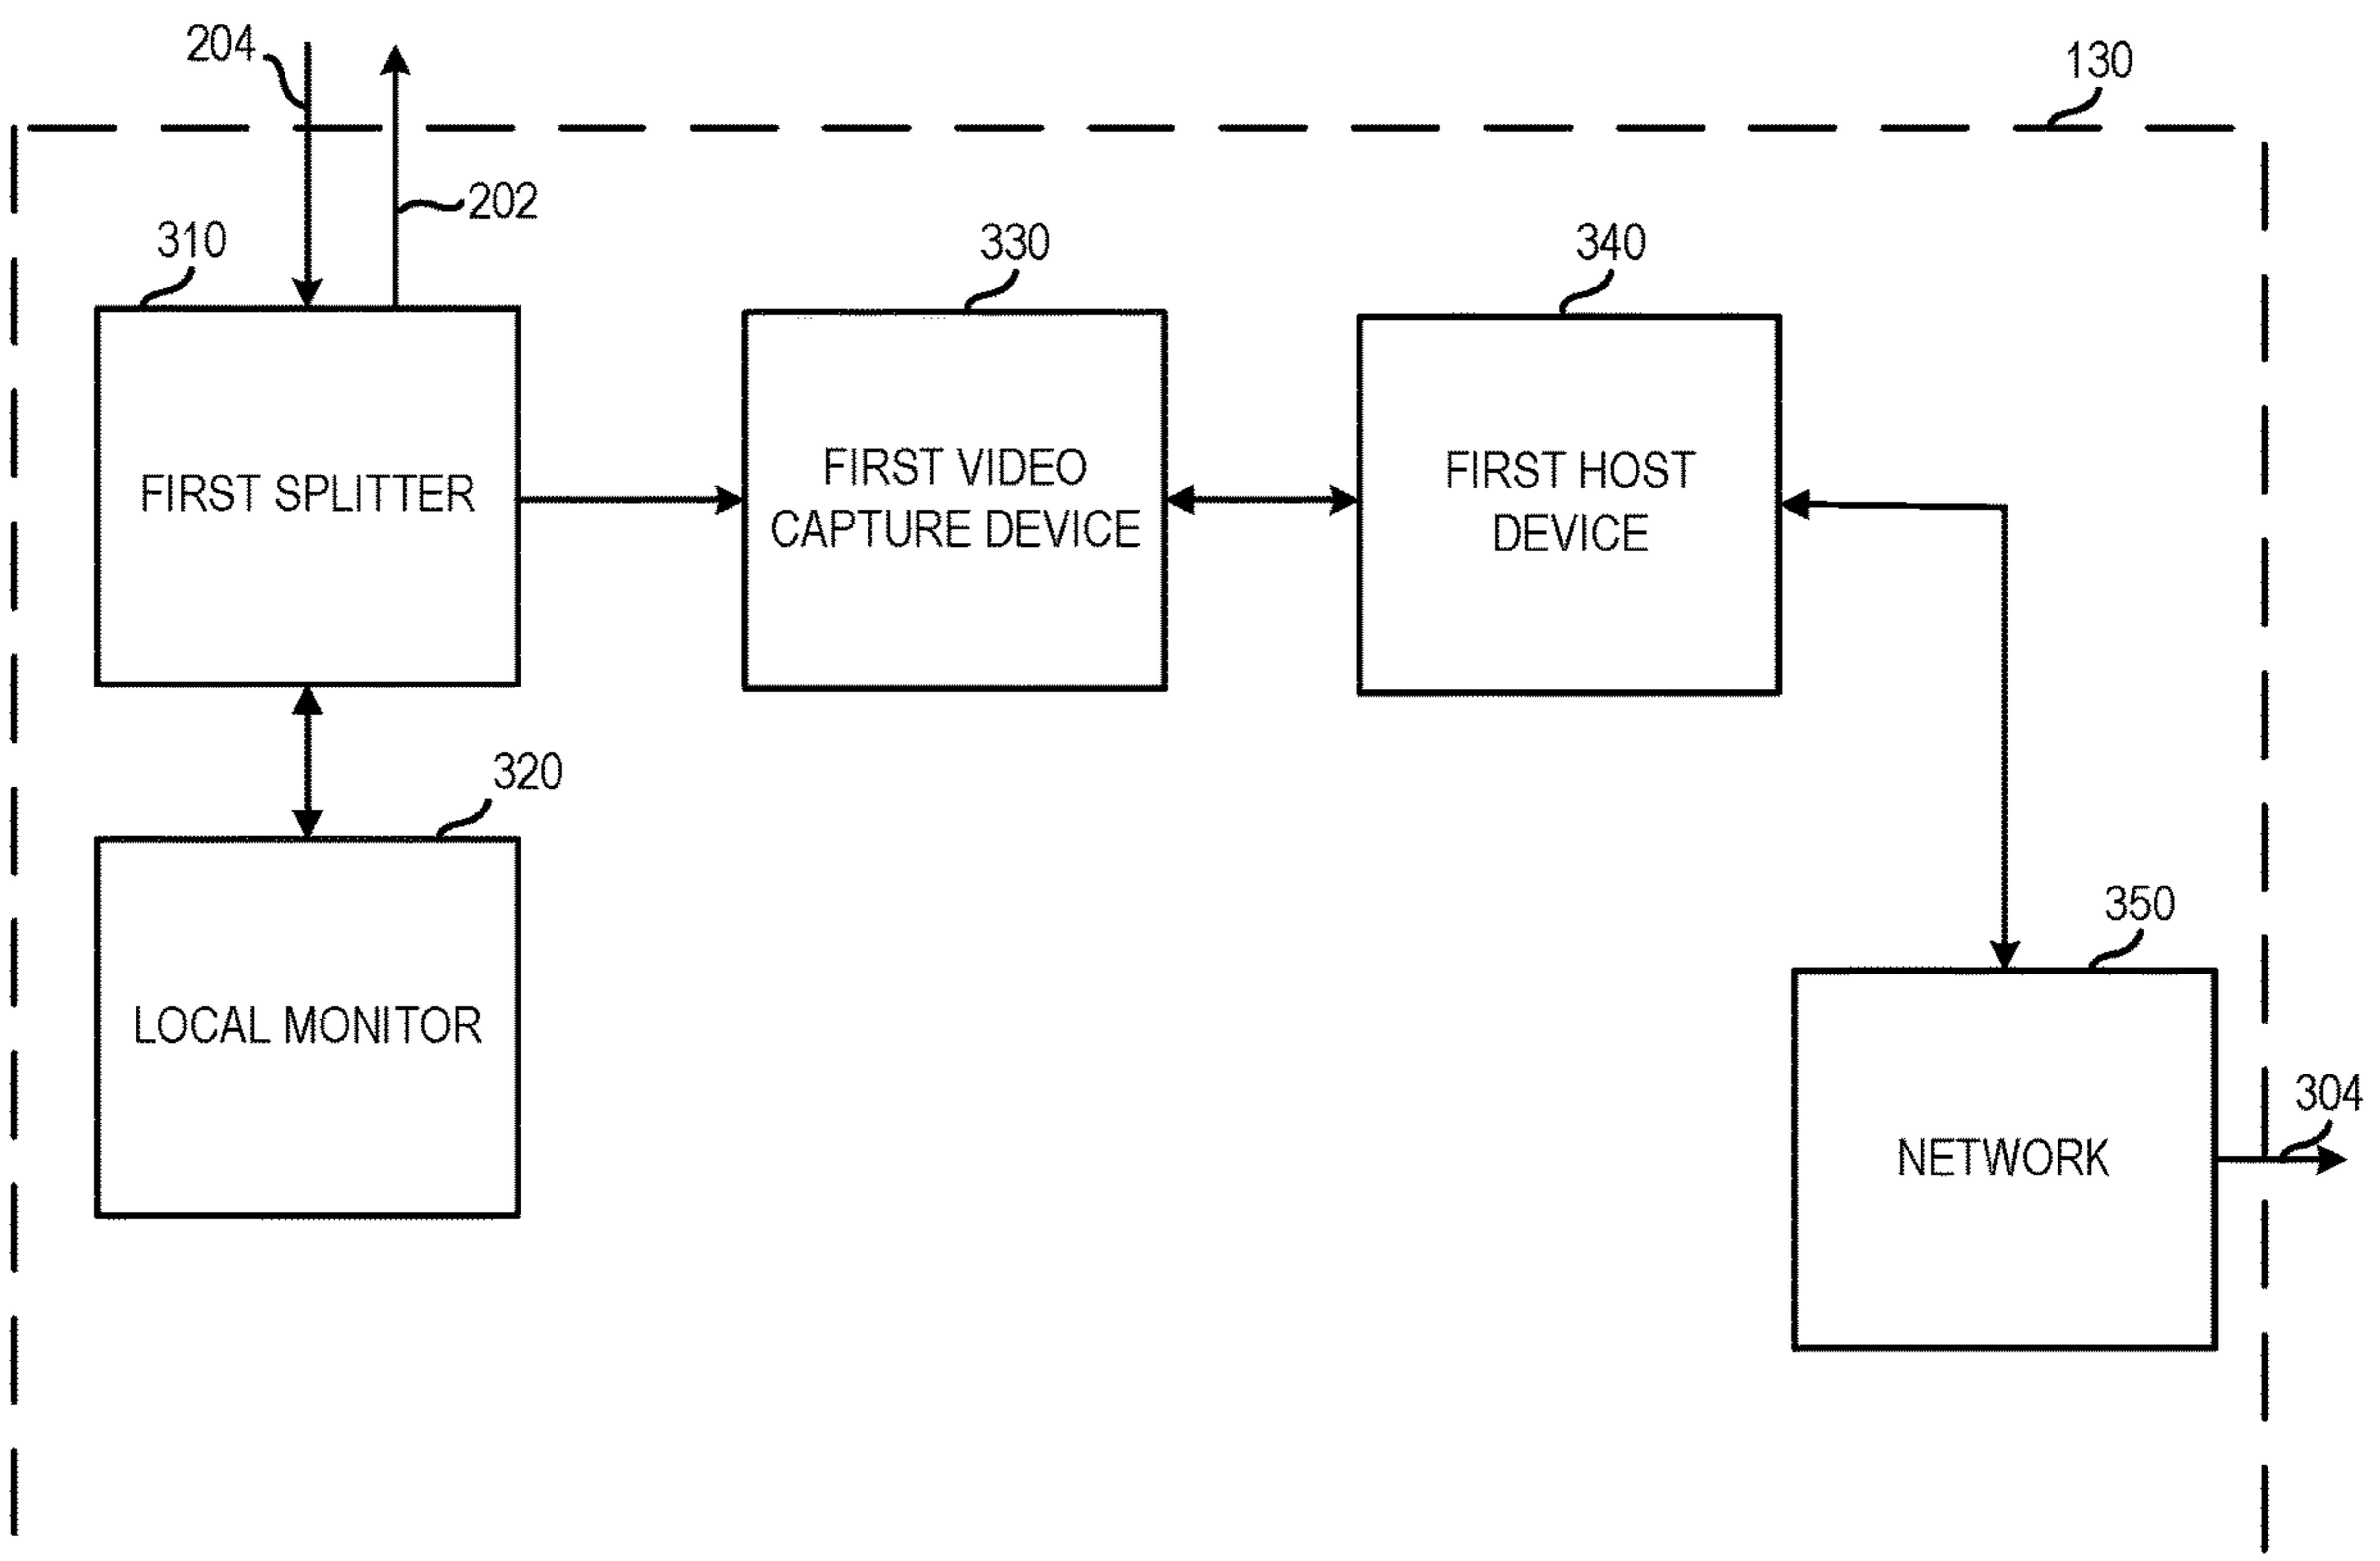 204
130
202
310
330
340
FIRST SPLITTER
FIRST VIDEO
CAPTURE DEVICE
FIRST HOST
DEVICE
320
350
LOCAL MONITOR
304
NETWORK